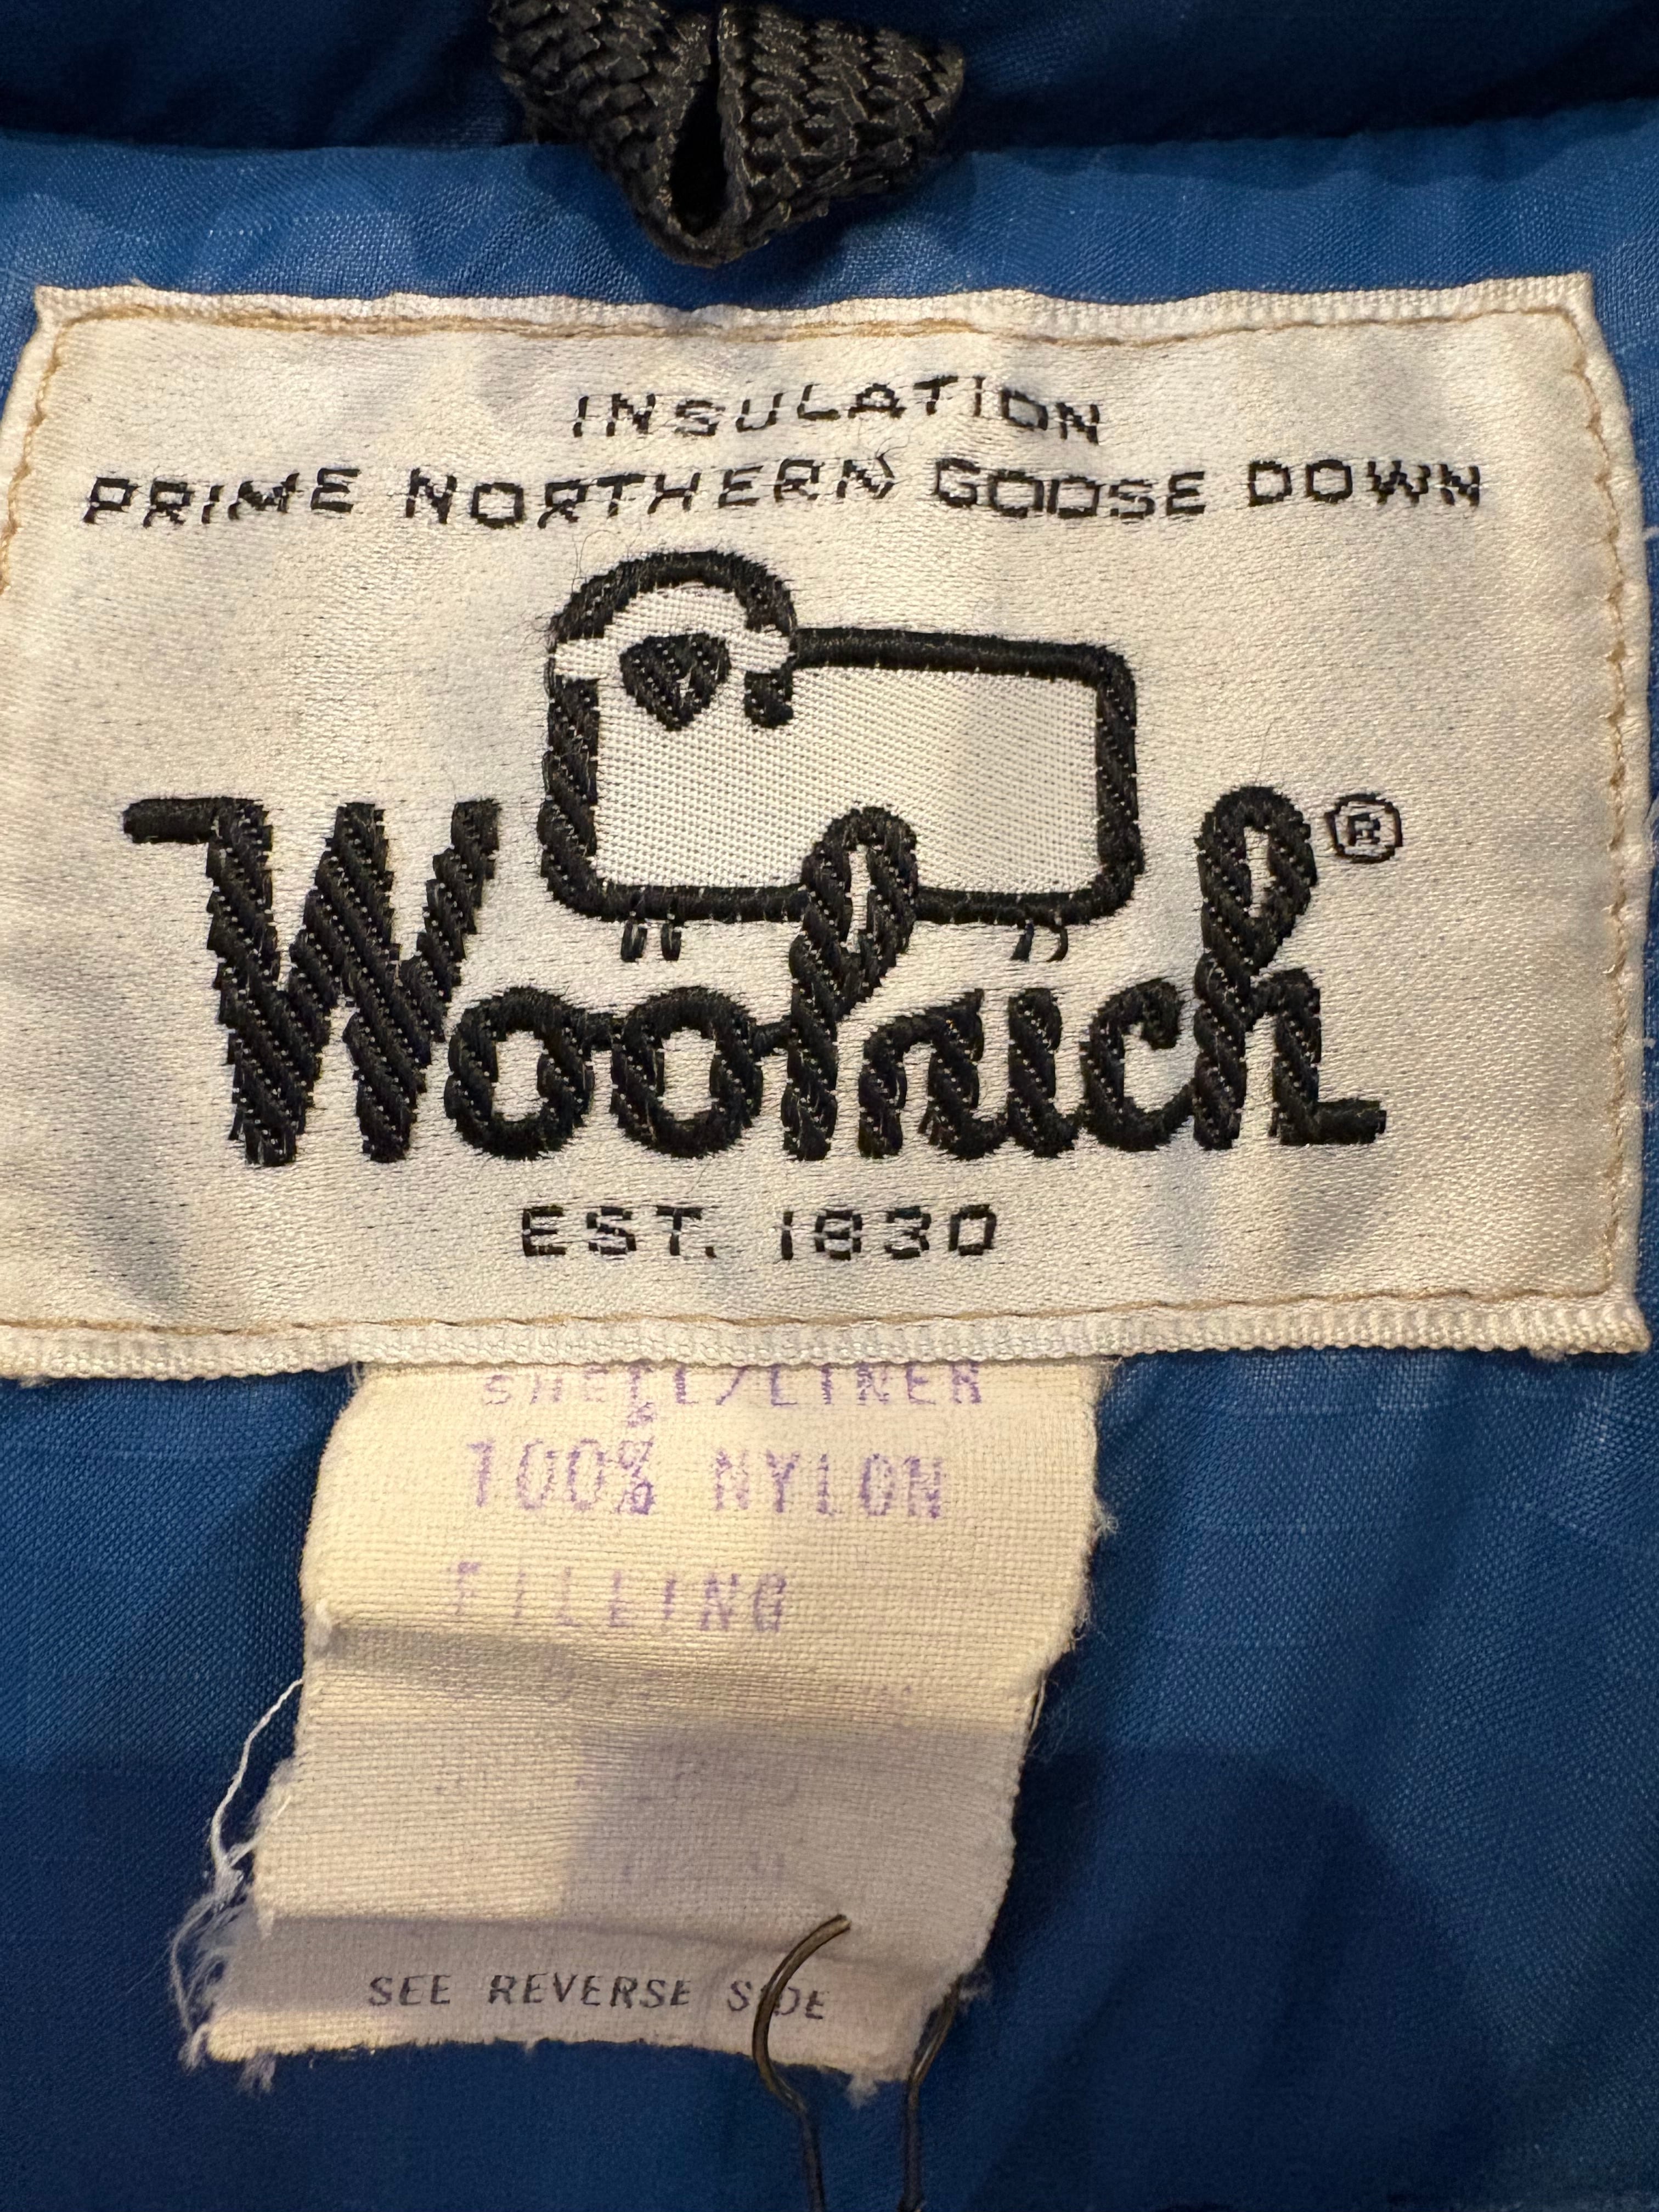 INSULATION
PRIME NORTHERN GOOSE DOWN
Woolrich®
EST. 1830
SHELL/LINER
100% NYLON
FILLING
SEE REVERSE SIDE